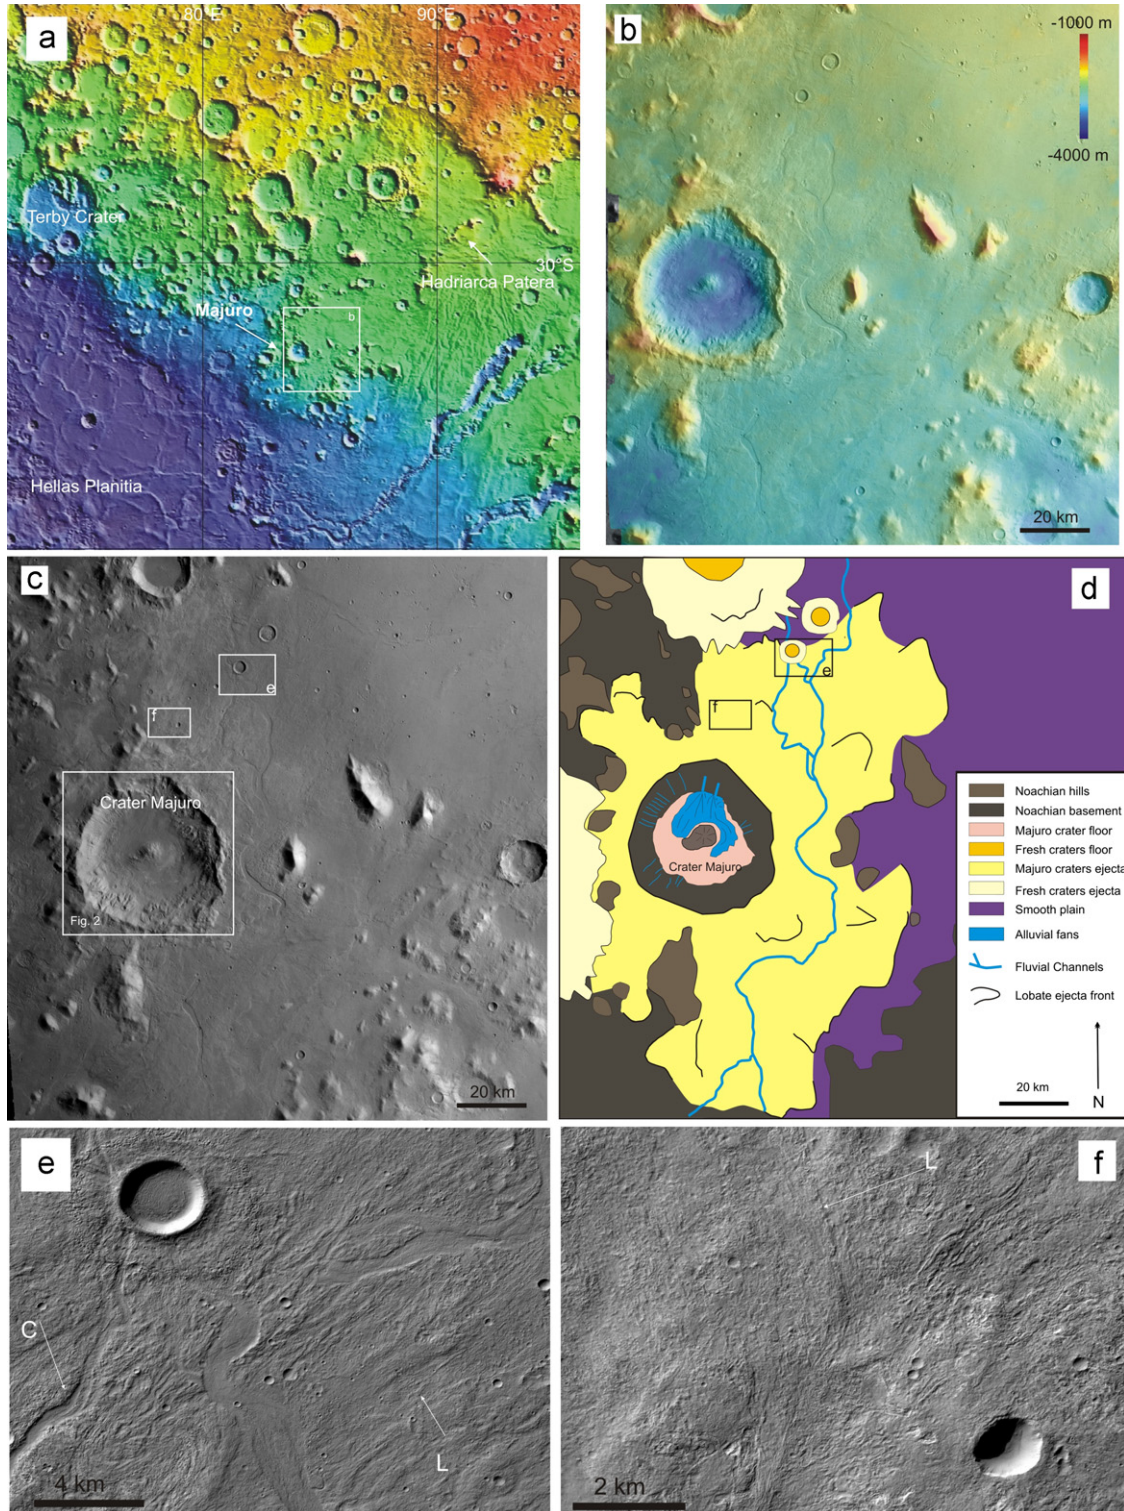 a
80°E
90°E
Terby Crater
30°S
Hadriarca Patera
Majuro
b
Hellas Planitia
b
-1000 m
-4000 m
20 km
c
e
f
Crater Majuro
Fig. 2
20 km
d
e
f
Crater Majuro
Noachian hills
Noachian basement
Majuro crater floor
Fresh craters floor
Majuro craters ejecta
Fresh craters ejecta
Smooth plain
Alluvial fans
Fluvial Channels
Lobate ejecta front
20 km
N
e
C
L
4 km
f
L
2 km